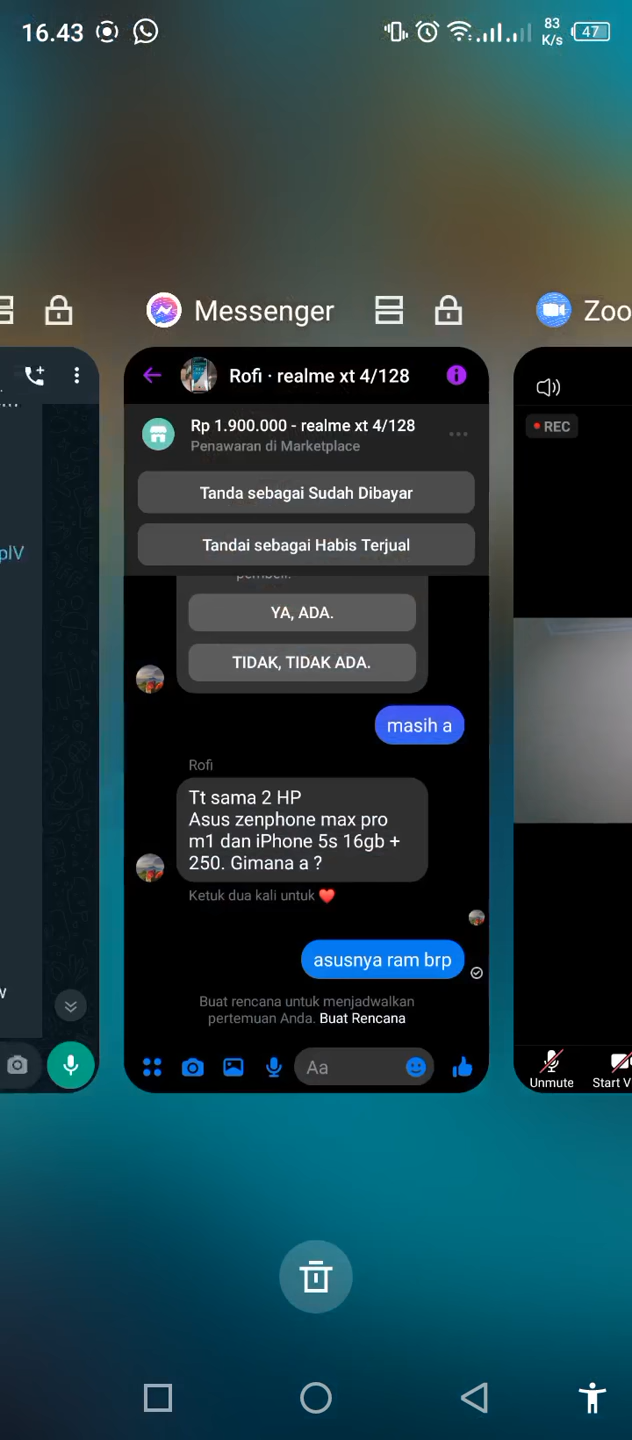 16.43
83
K/s
47
Messenger
Zoo
Rofi · realme xt 4/128
Rp 1.900.000 - realme xt 4/128
Penawaran di Marketplace
REC
Tanda sebagai Sudah Dibayar
Tandai sebagai Habis Terjual
pIV
YA, ADA.
TIDAK, TIDAK ADA.
masih a
Rofi
Tt sama 2 HP
Asus zenphone max pro
m1 dan iPhone 5s 16gb +
250. Gimana a ?
Ketuk dua kali untuk ❤️
asusnya ram brp
w
Buat rencana untuk menjadwalkan
pertemuan Anda. Buat Rencana
Aa
Unmute
Start V